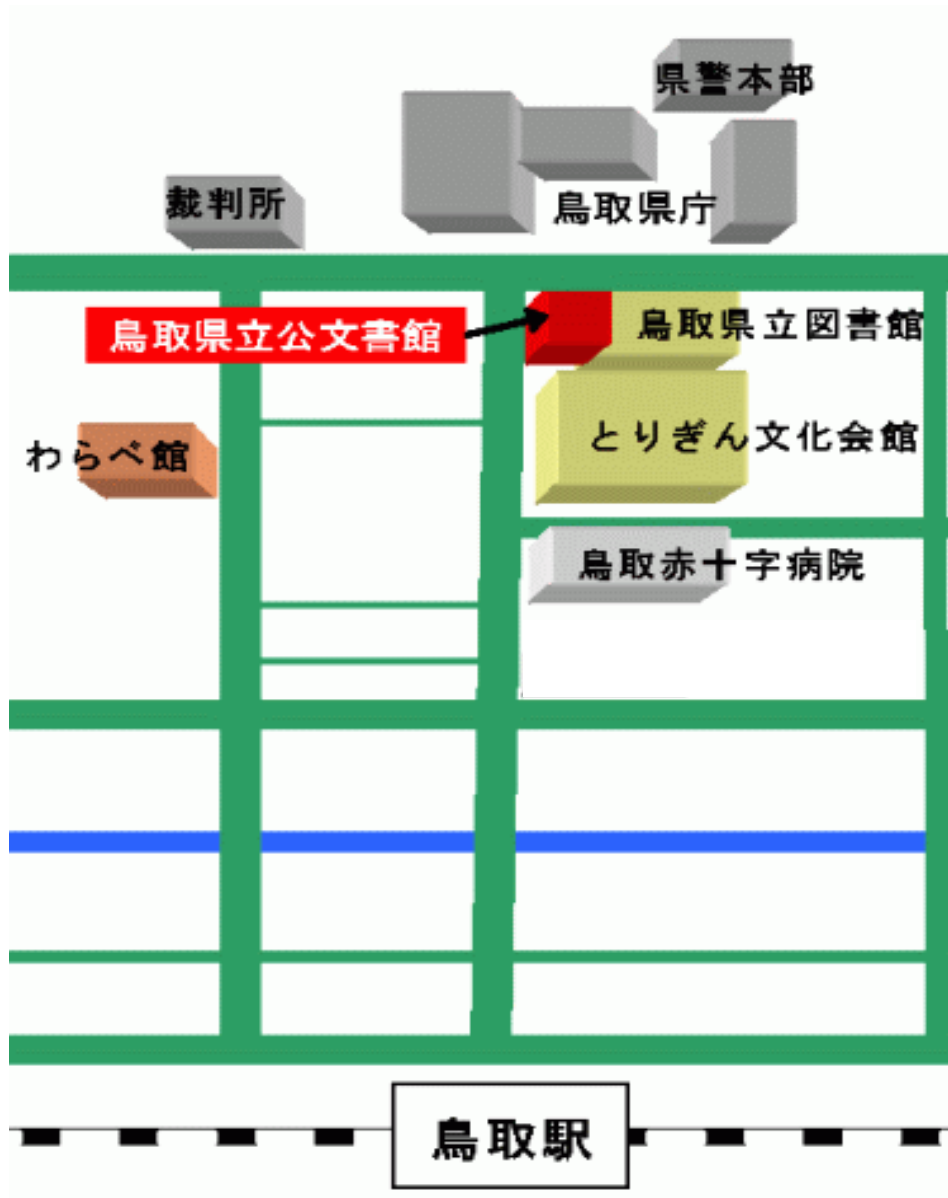 県警本部
裁判所
鳥取県庁
鳥取県立公文書館
鳥取県立図書館
とりぎん文化会館
わらべ館
鳥取赤十字病院
鳥取駅